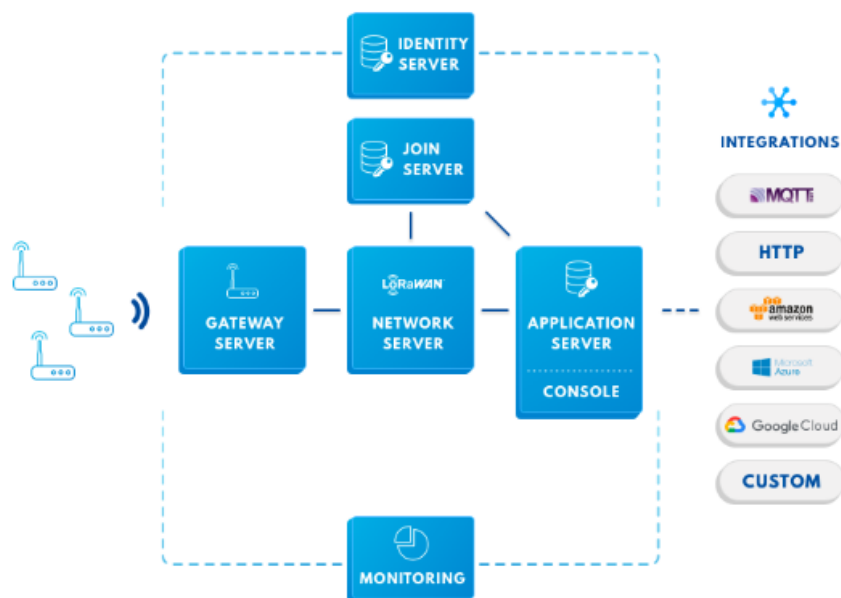 IDENTITY
SERVER
JOIN
SERVER
INTEGRATIONS
MQTT
HTTP
GATEWAY
SERVER
LoRaWAN
NETWORK
SERVER
APPLICATION
SERVER
CONSOLE
amazon
web services
Microsoft
Azure
Google Cloud
CUSTOM
MONITORING